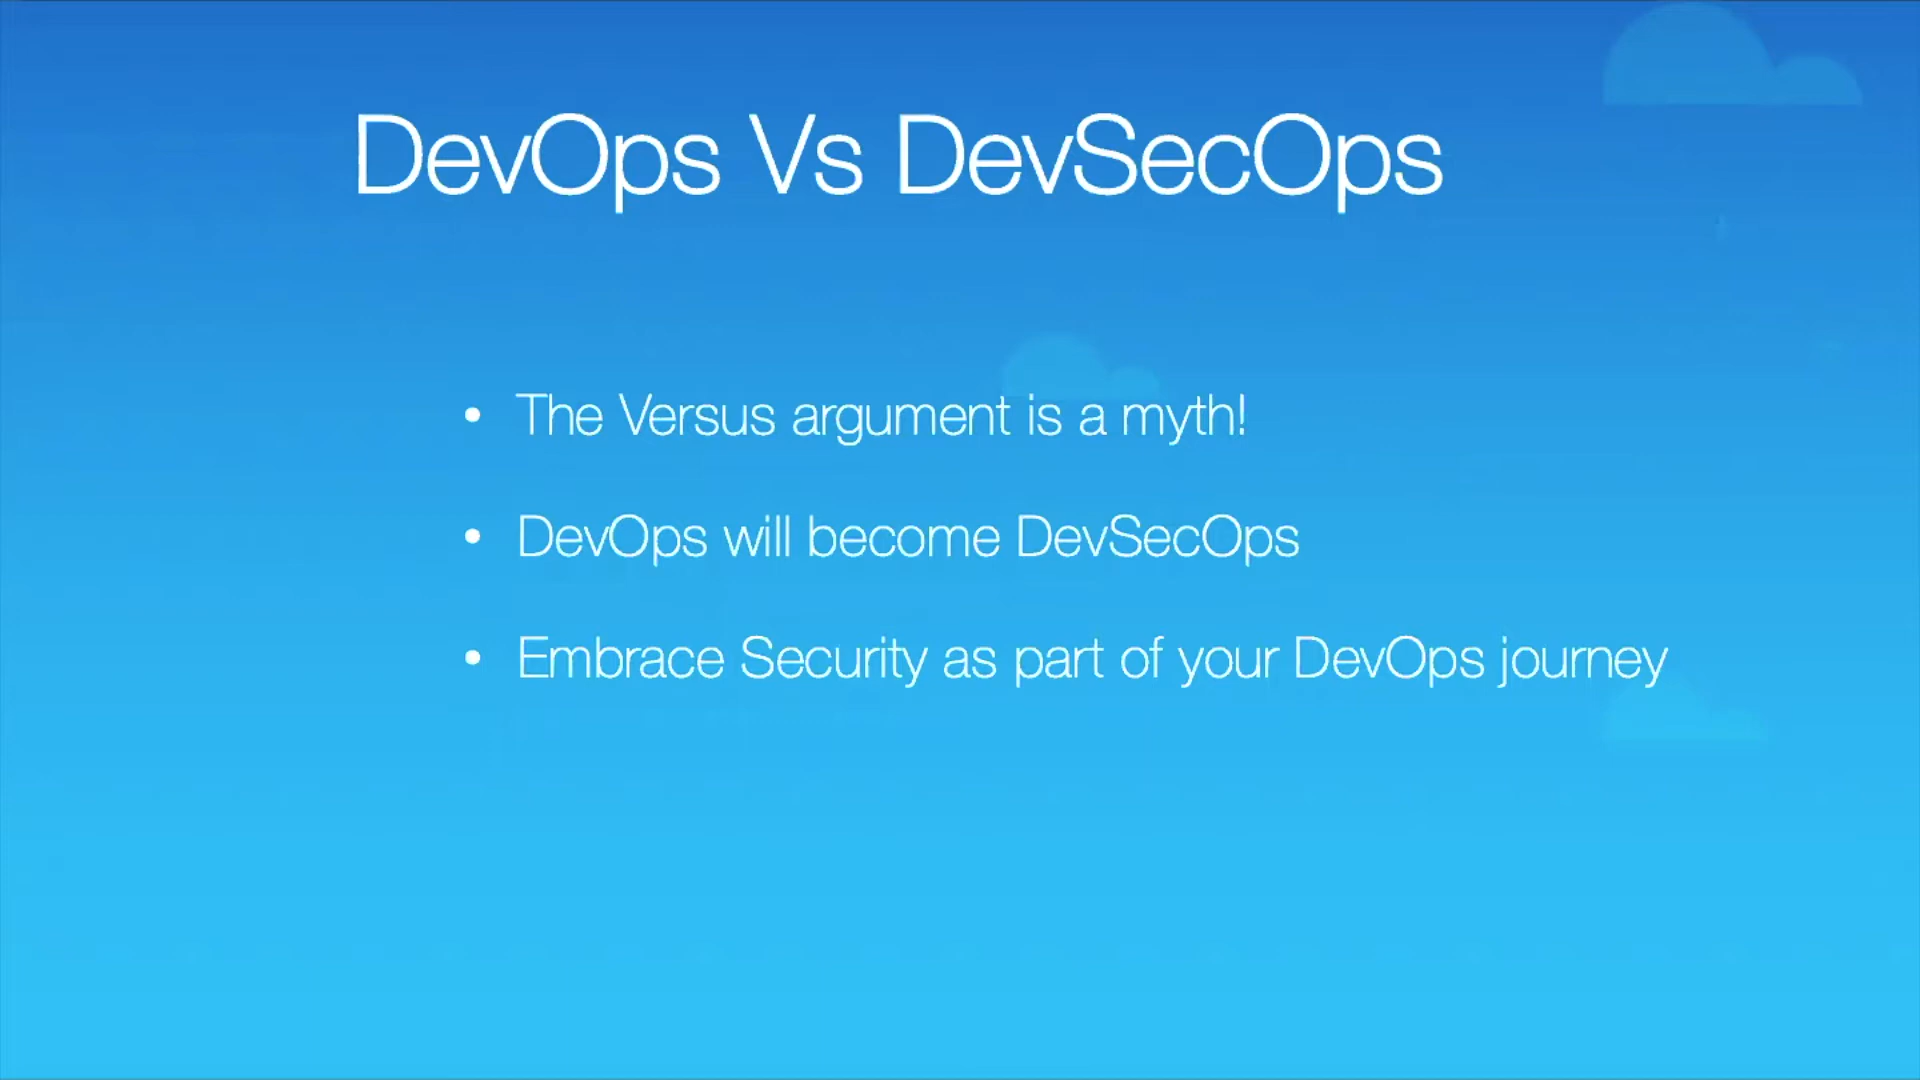 DevOps Vs DevSecOps
• The Versus argument is a myth!
• DevOps will become DevSecOps
• Embrace Security as part of your DevOps journey